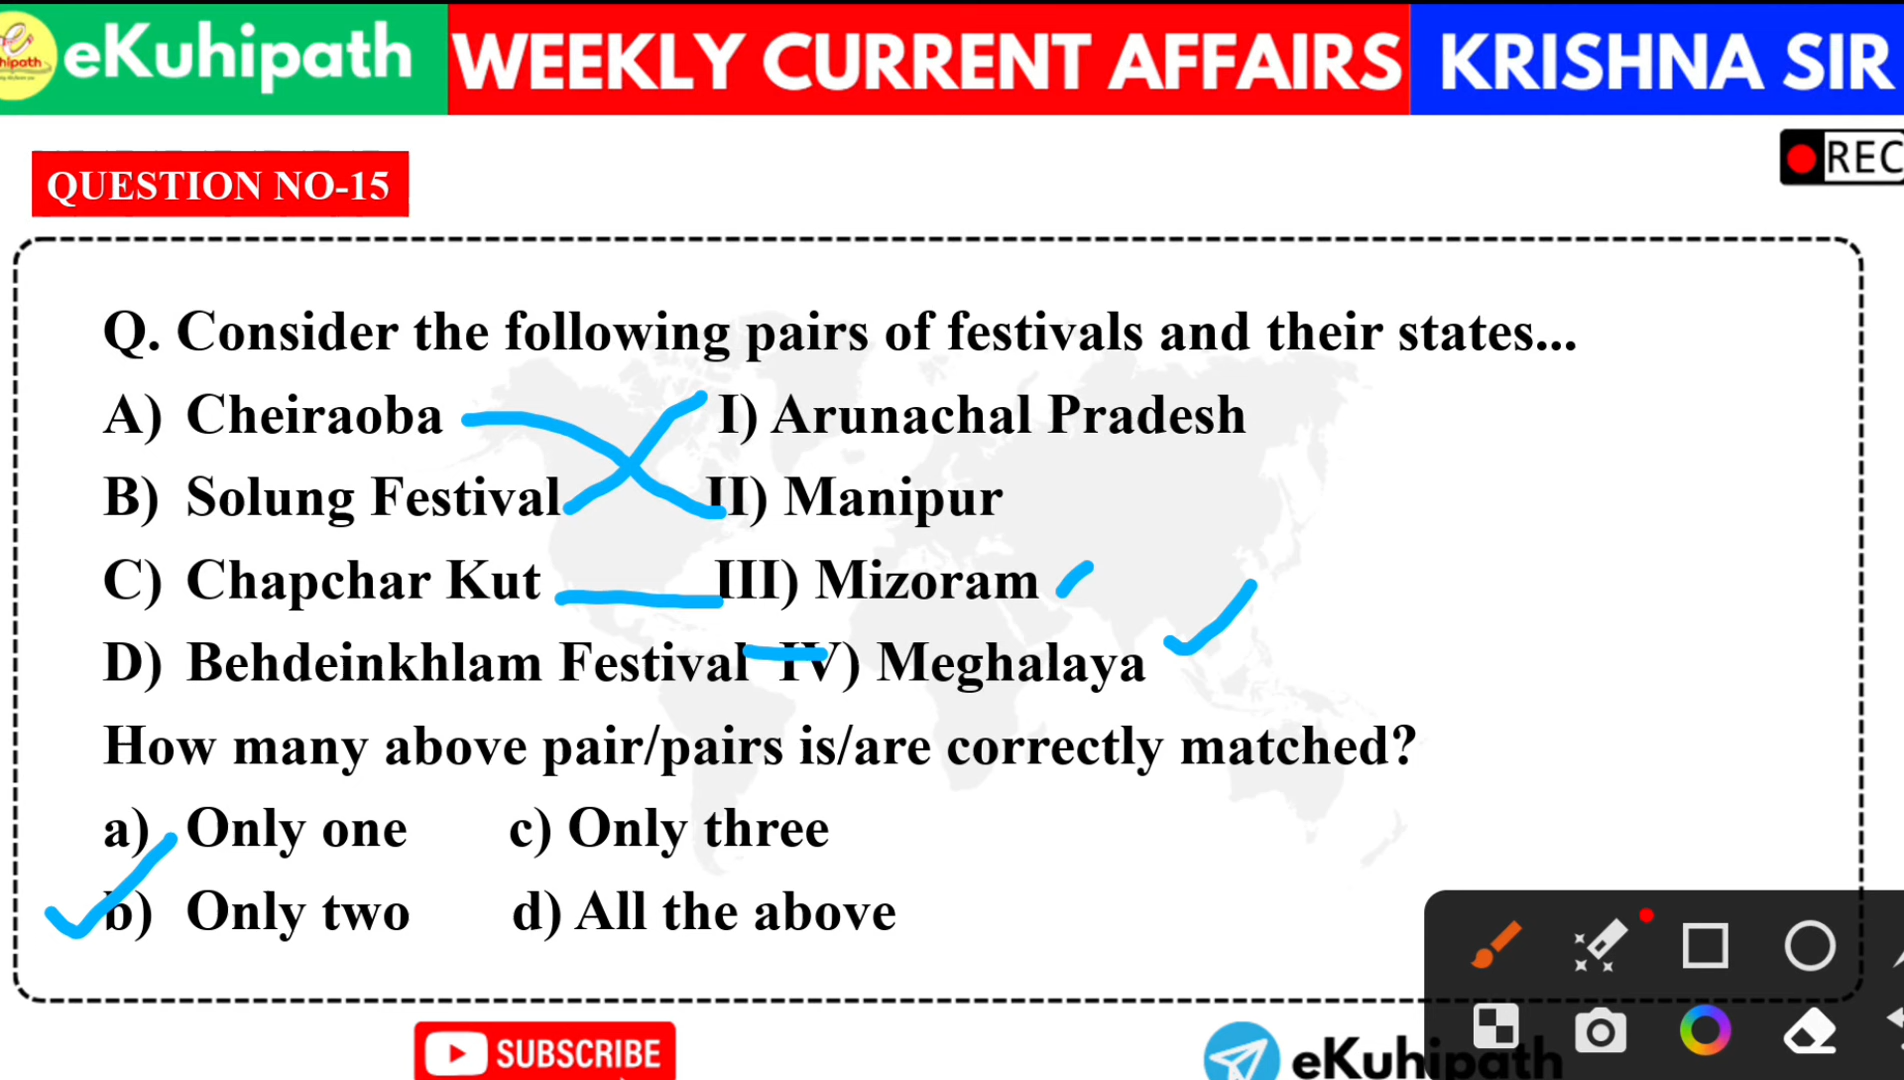 hipath
eKuhipath WEEKLY CURRENT AFFAIRS KRISHNA SIR
REC
QUESTION NO-15
Q. Consider the following pairs of festivals and their states...
A) Cheiraoba I) Arunachal Pradesh
B) Solung Festival II) Manipur
C) Chapchar Kut III) Mizoram
D) Behdeinkhlam Festival IV) Meghalaya
How many above pair/pairs is/are correctly matched?
a) Only one c) Only three
b) Only two d) All the above
SUBSCRIBE eKuhipath